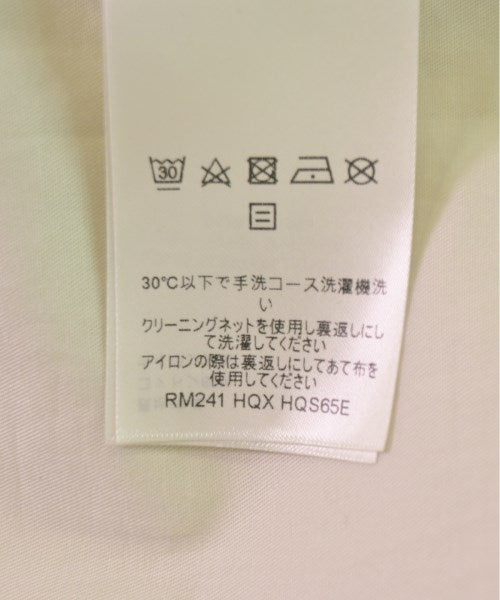 30
30℃以下で手洗コース洗濯機洗
い
クリーニングネットを使用し裏返しにし
て洗濯してください
アイロンの際は裏返しにしてあて布を
使用してください
RM241 HQX HQS65E